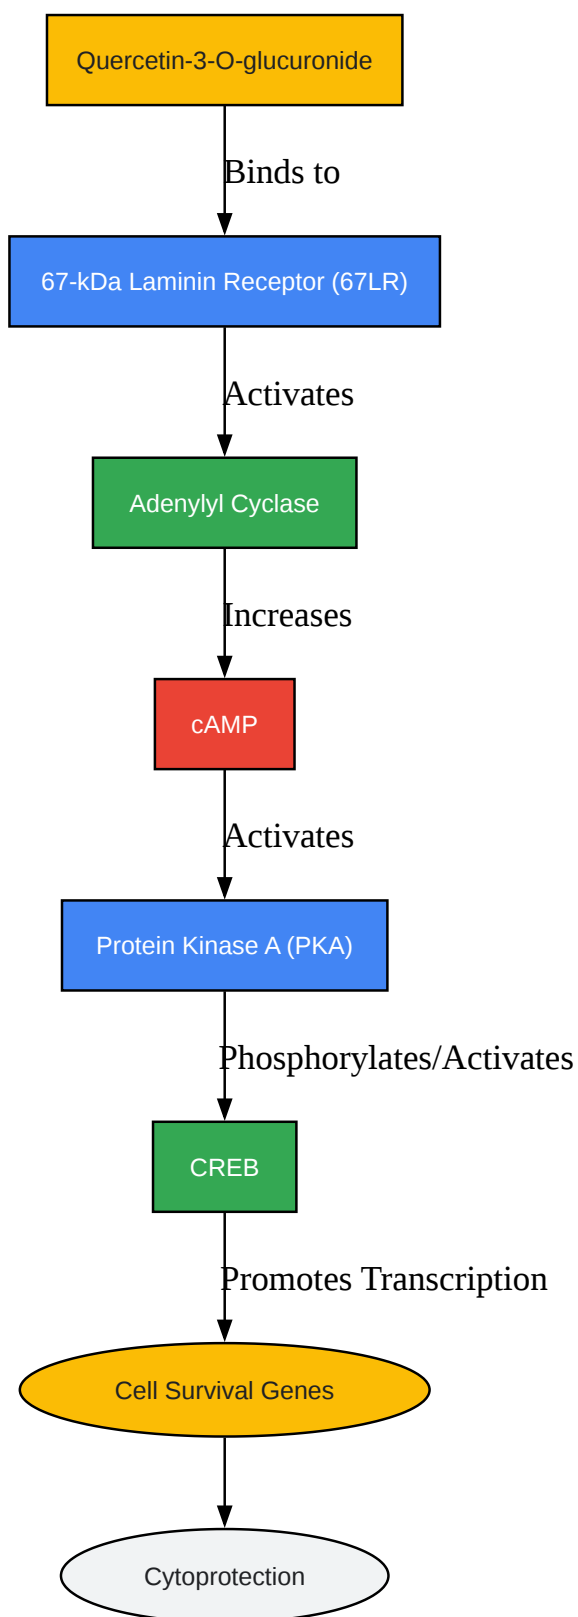 Quercetin-3-O-glucuronide
Binds to
67-kDa Laminin Receptor (67LR)
Activates
Adenylyl Cyclase
Increases
cAMP
Activates
Protein Kinase A (PKA)
Phosphorylates/Activates
CREB
Promotes Transcription
Cell Survival Genes
Cytoprotection